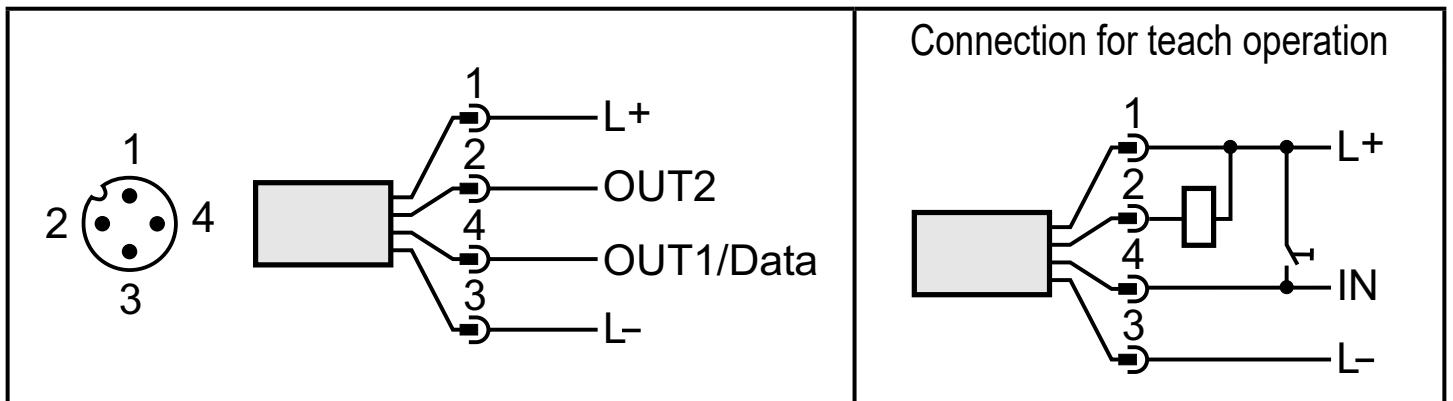 1
2
4
3
1
L+
2
OUT2
4
OUT1/Data
3
L–
Connection for teach operation
1
L+
2
4
IN
3
L–